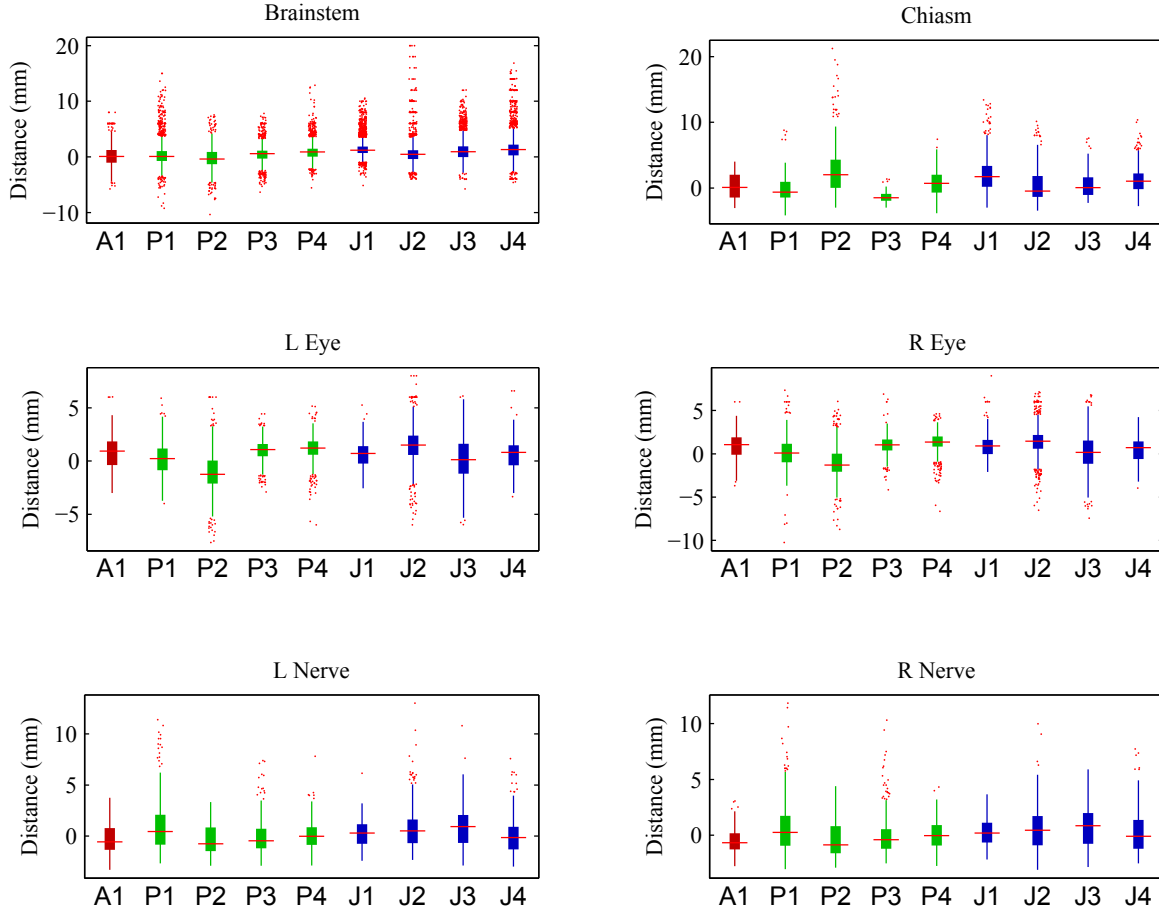 Brainstem
Distance (mm)
20
10
0
−10
A1 P1 P2 P3 P4 J1 J2 J3 J4
Chiasm
Distance (mm)
20
10
0
A1 P1 P2 P3 P4 J1 J2 J3 J4
L Eye
Distance (mm)
5
0
−5
A1 P1 P2 P3 P4 J1 J2 J3 J4
R Eye
Distance (mm)
5
0
−5
−10
A1 P1 P2 P3 P4 J1 J2 J3 J4
L Nerve
Distance (mm)
10
5
0
A1 P1 P2 P3 P4 J1 J2 J3 J4
R Nerve
Distance (mm)
10
5
0
A1 P1 P2 P3 P4 J1 J2 J3 J4